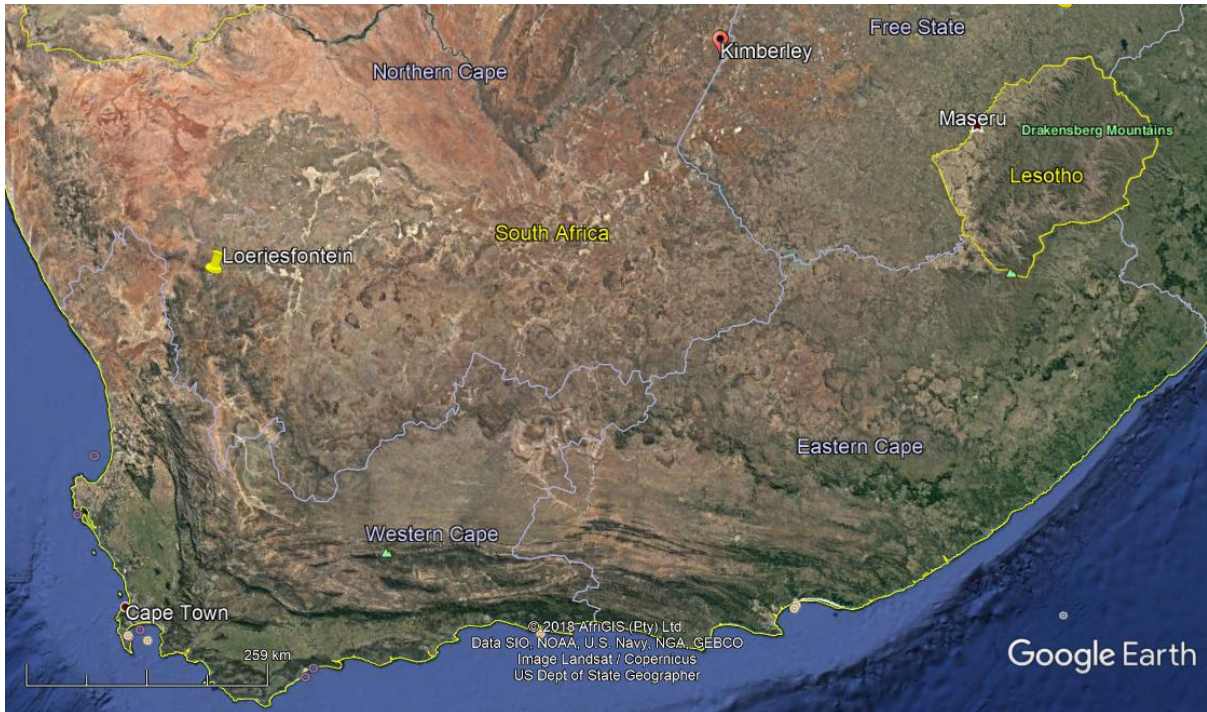 Free State
Kimberley
Northern Cape
Maseru
Drakensberg Mountains
Lesotho
South Africa
Loeriesfontein
Eastern Cape
Western Cape
Cape Town
© 2018 AfriGIS (Pty) Ltd.
Data SIO, NOAA, U.S. Navy, NGA, GEBCO
Image Landsat / Copernicus
US Dept of State Geographer
259 km
Google Earth